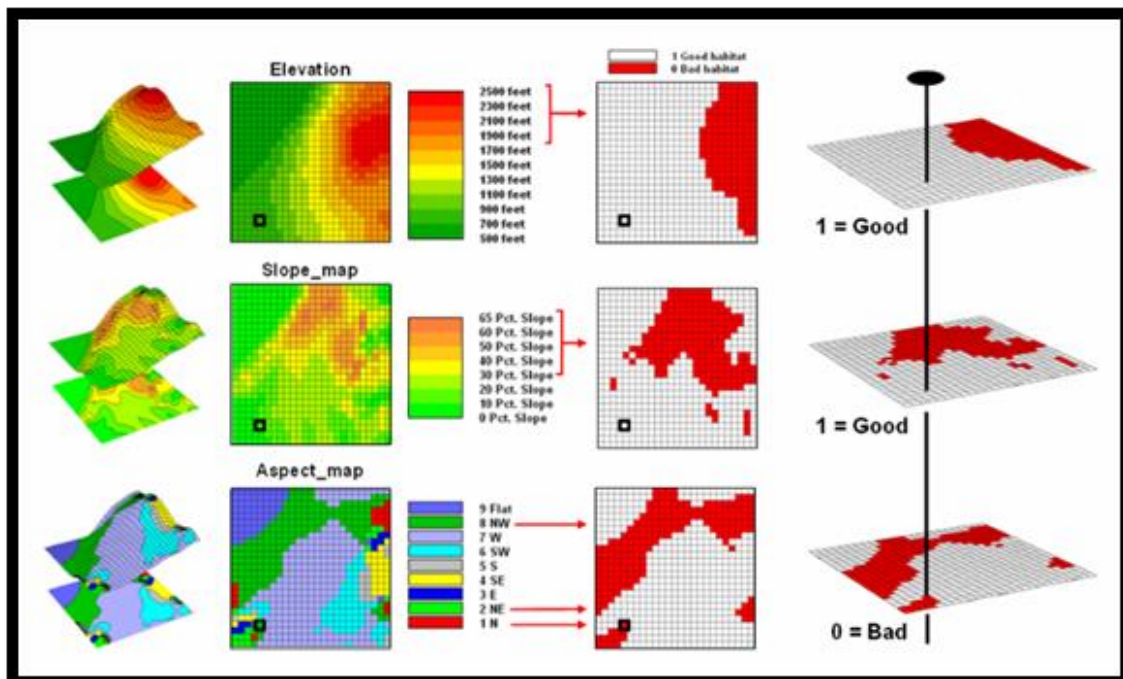 Elevation
2500 feet
2300 feet
2100 feet
1900 feet
1700 feet
1500 feet
1300 feet
1100 feet
900 feet
700 feet
500 feet
1 Good habitat
0 Bad habitat
1 = Good
Slope_map
65 Pct. Slope
60 Pct. Slope
50 Pct. Slope
40 Pct. Slope
30 Pct. Slope
20 Pct. Slope
10 Pct. Slope
0 Pct. Slope
1 = Good
Aspect_map
9 Flat
8 NW
7 W
6 SW
5 S
4 SE
3 E
2 NE
1 N
0 = Bad